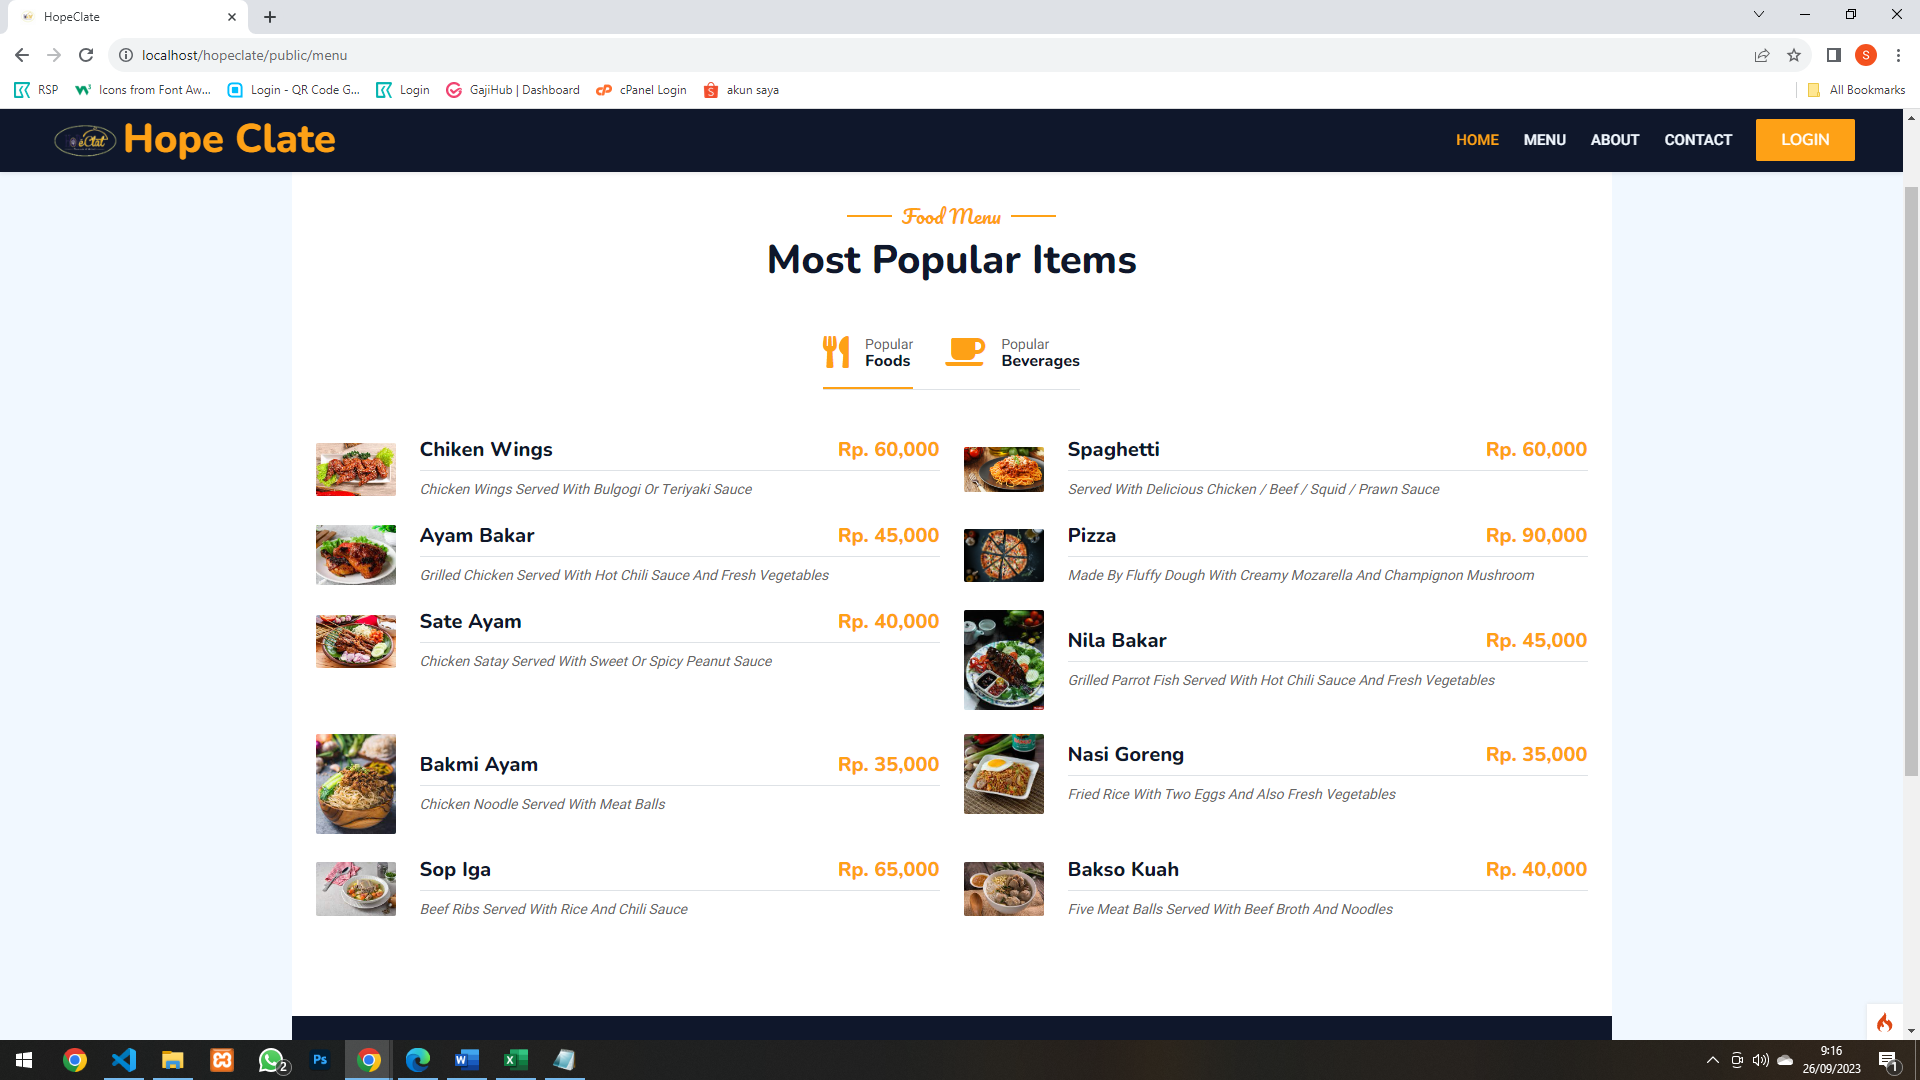 HopeClate
localhost/hopeclate/public/menu
RSP
Icons from Font Aw...
Login - QR Code G...
Login
GajiHub | Dashboard
cPanel Login
akun saya
All Bookmarks
S
eClat
Hope Clate
HOME
MENU
ABOUT
CONTACT
LOGIN
Food Menu
Most Popular Items
Popular
Foods
Popular
Beverages
Chiken Wings
Rp. 60,000
Chicken Wings Served With Bulgogi Or Teriyaki Sauce
Spaghetti
Rp. 60,000
Served With Delicious Chicken / Beef / Squid / Prawn Sauce
Ayam Bakar
Rp. 45,000
Grilled Chicken Served With Hot Chili Sauce And Fresh Vegetables
Pizza
Rp. 90,000
Made By Fluffy Dough With Creamy Mozarella And Champignon Mushroom
Sate Ayam
Rp. 40,000
Chicken Satay Served With Sweet Or Spicy Peanut Sauce
Nila Bakar
Rp. 45,000
Grilled Parrot Fish Served With Hot Chili Sauce And Fresh Vegetables
Bakmi Ayam
Rp. 35,000
Chicken Noodle Served With Meat Balls
Nasi Goreng
Rp. 35,000
Fried Rice With Two Eggs And Also Fresh Vegetables
Sop Iga
Rp. 65,000
Beef Ribs Served With Rice And Chili Sauce
Bakso Kuah
Rp. 40,000
Five Meat Balls Served With Beef Broth And Noodles
2
Ps
9:16
26/09/2023
1